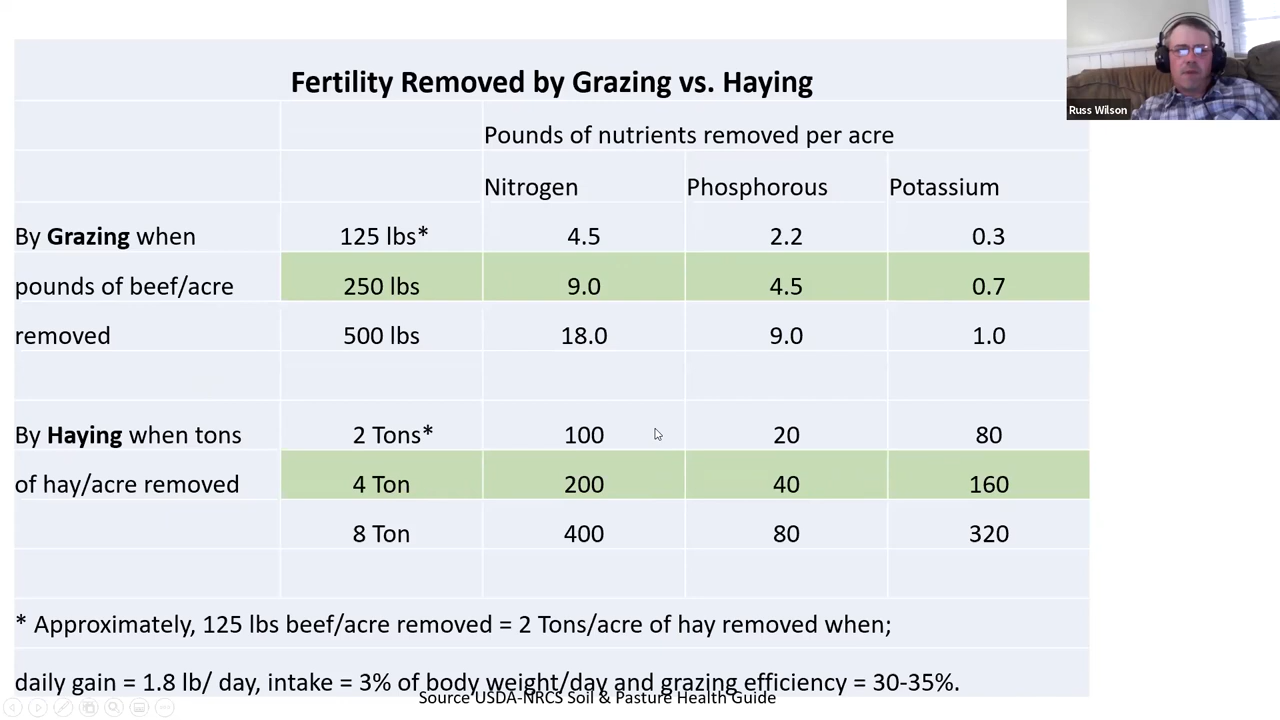 Fertility Removed by Grazing vs. Haying
Russ Wilson
Pounds of nutrients removed per acre
Nitrogen Phosphorous Potassium
By Grazing when 125 lbs* 4.5 2.2 0.3
pounds of beef/acre 250 lbs 9.0 4.5 0.7
removed 500 lbs 18.0 9.0 1.0
By Haying when tons 2 Tons* 100 20 80
of hay/acre removed 4 Ton 200 40 160
8 Ton 400 80 320
* Approximately, 125 lbs beef/acre removed = 2 Tons/acre of hay removed when;
daily gain = 1.8 lb/ day, intake = 3% of body weight/day and grazing efficiency = 30-35%.
Source USDA-NRCS Soil & Pasture Health Guide